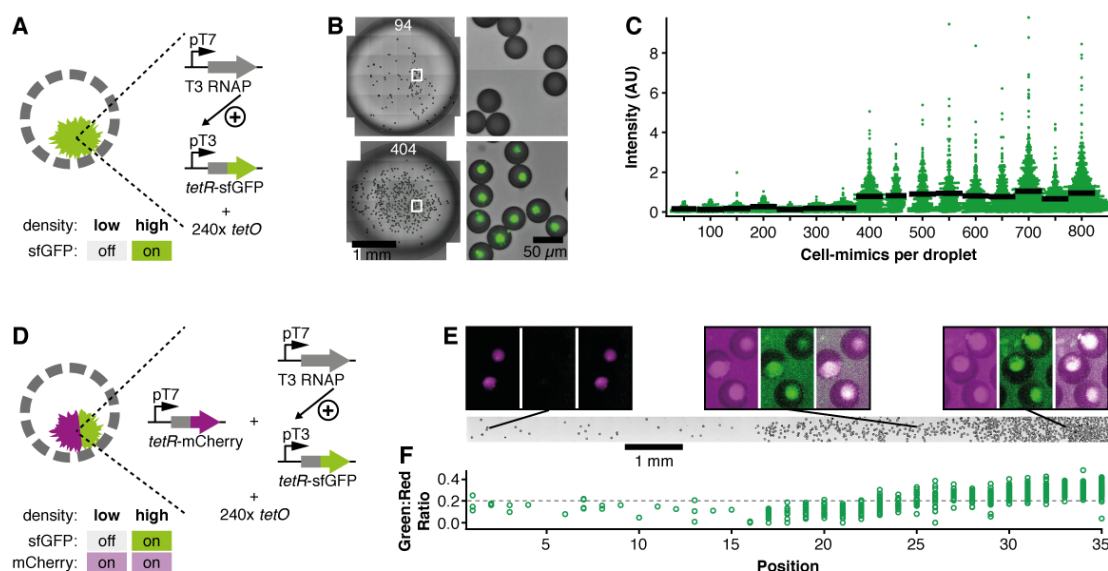 A
pT7
T3 RNAP
+
pT3
tetR-sfGFP
+
240x tetO
density: low high
sfGFP: off on
B
94
404
1 mm
50 µm
C
Intensity (AU)
8
6
4
2
0
100 200 300 400 500 600 700 800
Cell-mimics per droplet
D
pT7
tetR-mCherry
+
pT7
T3 RNAP
+
pT3
tetR-sfGFP
+
240x tetO
density: low high
sfGFP: off on
mCherry: on on
E
1 mm
F
Green::Red
Ratio
0.4
0.2
0.0
5 10 15 20 25 30 35
Position